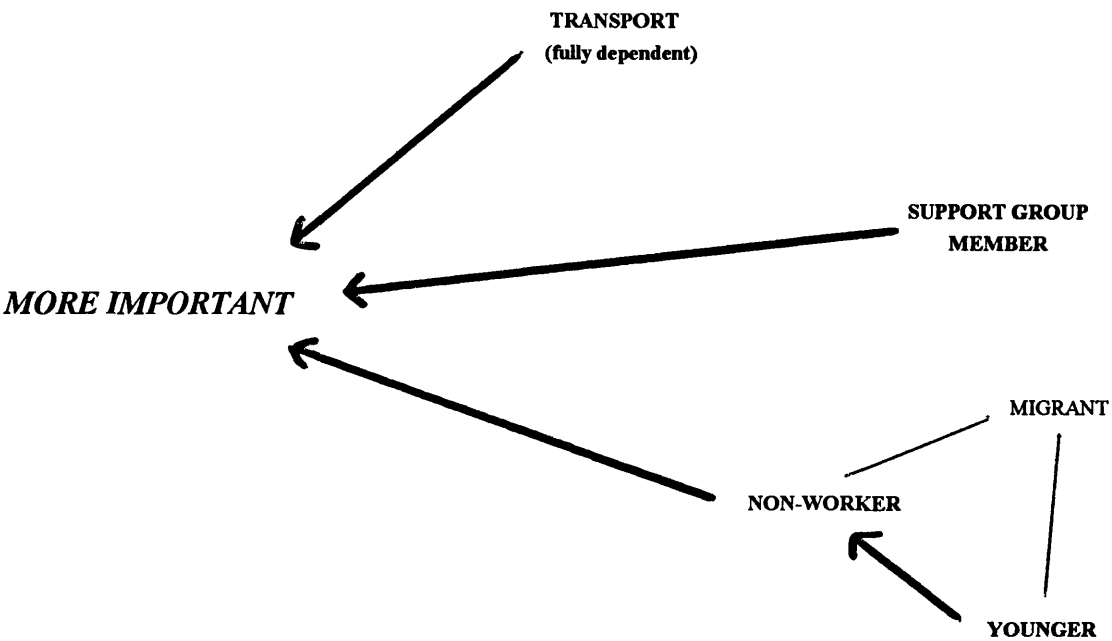 TRANSPORT
(fully dependent)
SUPPORT GROUP
MEMBER
MORE IMPORTANT
MIGRANT
NON-WORKER
YOUNGER